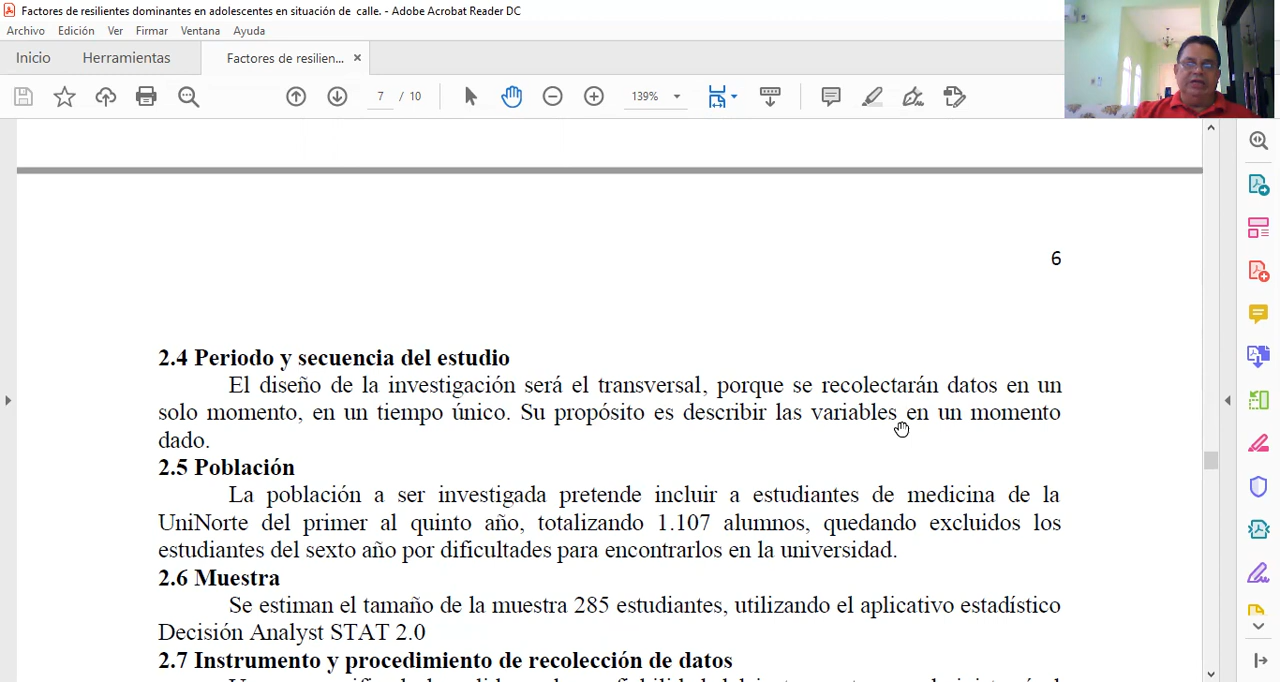 Factores de resilientes dominantes en adolescentes en situación de calle. - Adobe Acrobat Reader DC
Archivo Edición Ver Firmar Ventana Ayuda
Inicio Herramientas Factores de resilien... ×
7 / 10 139%
6
2.4 Periodo y secuencia del estudio
El diseño de la investigación será el transversal, porque se recolectarán datos en un
solo momento, en un tiempo único. Su propósito es describir las variables en un momento
dado.
2.5 Población
La población a ser investigada pretende incluir a estudiantes de medicina de la
UniNorte del primer al quinto año, totalizando 1.107 alumnos, quedando excluidos los
estudiantes del sexto año por dificultades para encontrarlos en la universidad.
2.6 Muestra
Se estiman el tamaño de la muestra 285 estudiantes, utilizando el aplicativo estadístico
Decisión Analyst STAT 2.0
2.7 Instrumento y procedimiento de recolección de datos